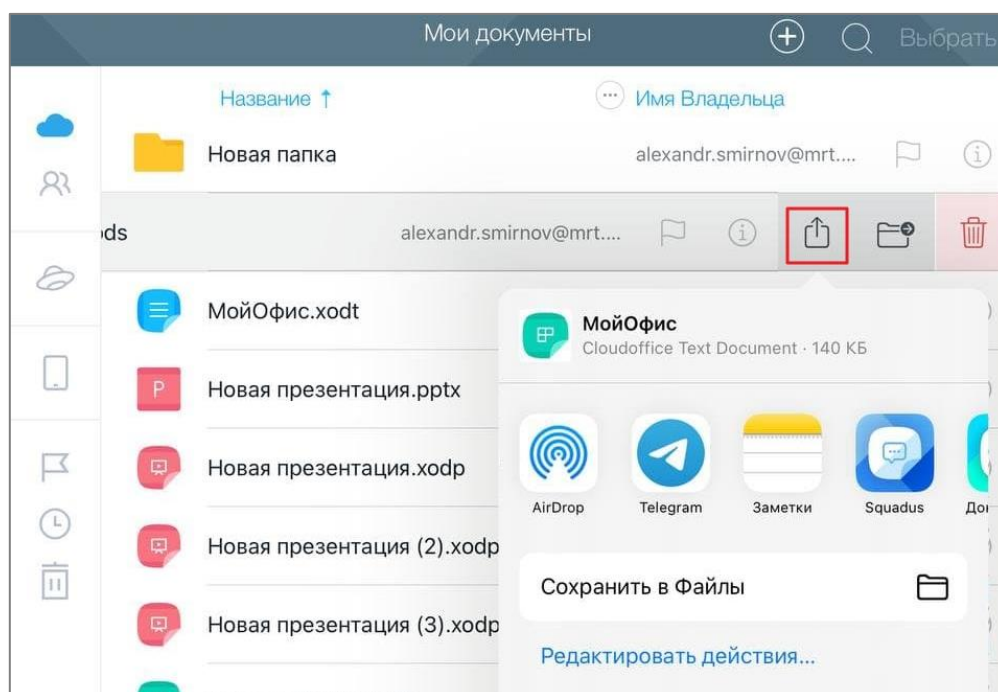 Мои документы
Выбрать
Название ↑
Имя Владельца
Новая папка
alexandr.smirnov@mrt....
ods
alexandr.smirnov@mrt....
МойОфис.xodt
МойОфис
Cloudoffice Text Document · 140 КБ
P
Новая презентация.pptx
Новая презентация.xodp
AirDrop
Telegram
Заметки
Squadus
Новая презентация (2).xodp
Сохранить в Файлы
Новая презентация (3).xodp
Редактировать действия...